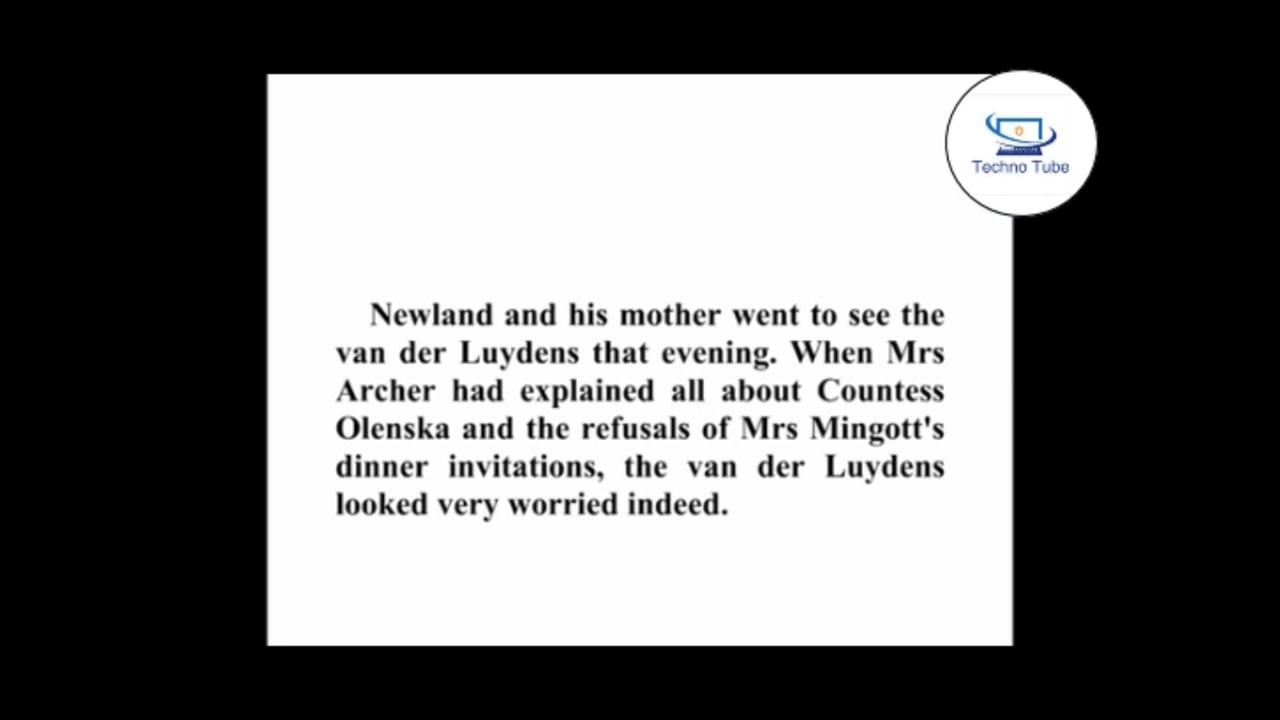 Techno Tube
Newland and his mother went to see the
van der Luydens that evening. When Mrs
Archer had explained all about Countess
Olenska and the refusals of Mrs Mingott's
dinner invitations, the van der Luydens
looked very worried indeed.